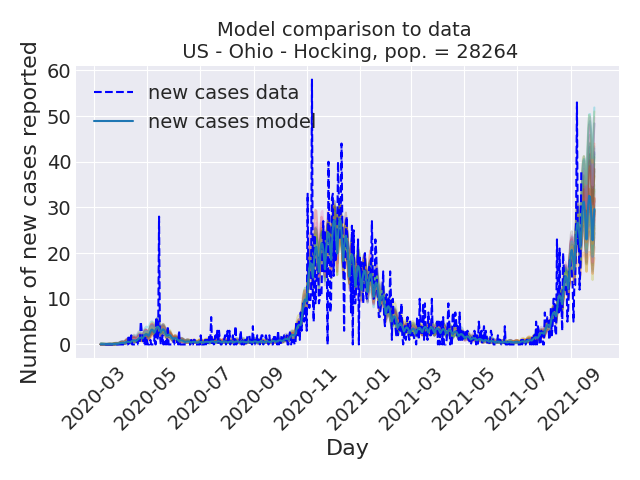 Model comparison to data
US - Ohio - Hocking, pop. = 28264
Number of new cases reported
60
50
40
30
20
10
0
new cases data
new cases model
2020-03
2020-05
2020-07
2020-09
2020-11
2021-01
2021-03
2021-05
2021-07
2021-09
Day